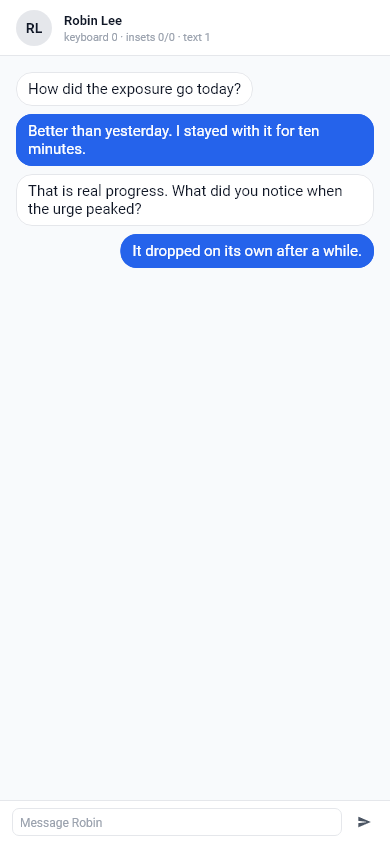 RL
Robin Lee
keyboard 0 · insets 0/0 · text 1
How did the exposure go today?
Better than yesterday. I stayed with it for ten
minutes.
That is real progress. What did you notice when
the urge peaked?
It dropped on its own after a while.
Message Robin